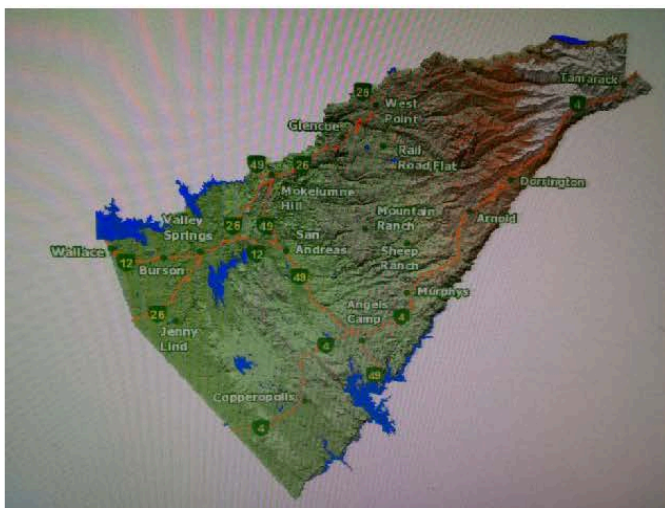 Tamarack
4
26
West
Point
Glencoe
Rail
Road Flat
49
26
Dorrington
Mokelumne
Hill
Mountain
Ranch
Arnold
Valley
Springs
26
49
San
Andreas
Sheep
Ranch
Wallace
12
Burson
12
49
Murphys
Angels
Camp
26
4
Jenny
Lind
4
49
Copperopolis
4